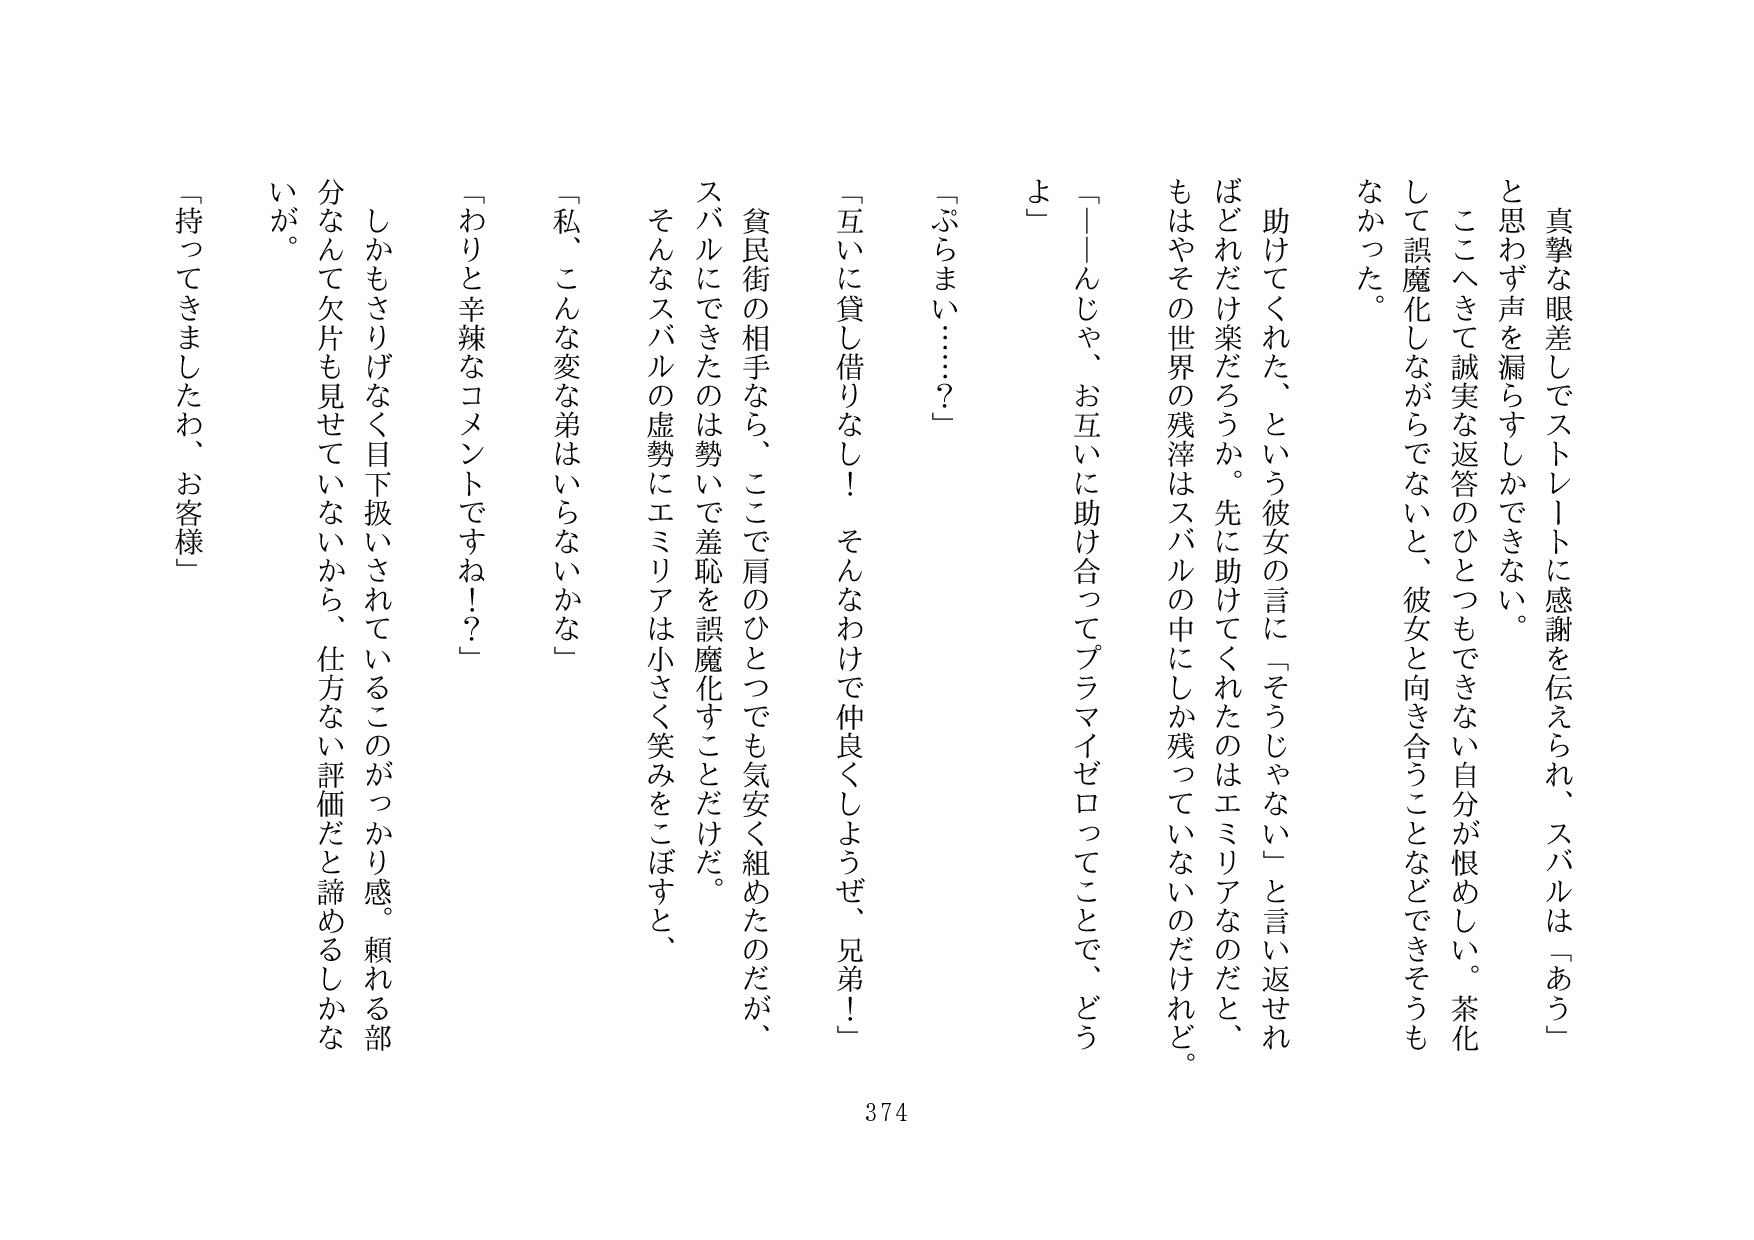 真摯な眼差しでストレートに感謝を伝えられ、スバルは「あう」
と思わず声を漏らすしかできない。
　ここへきて誠実な返答のひとつもできない自分が恨めしい。茶化
して誤魔化しながらでないと、彼女と向き合うことなどできそうも
なかった。
　助けてくれた、という彼女の言に「そうじゃない」と言い返せれ
ばどれだけ楽だろうか。先に助けてくれたのはエミリアなのだと、
もはやその世界の残滓はスバルの中にしか残っていないのだけれど。
「――んじゃ、お互いに助け合ってプラマイゼロってことで、どう
よ」
「ぷらまい……？」
「互いに貸し借りなし！　そんなわけで仲良くしようぜ、兄弟！」
　貧民街の相手なら、ここで肩のひとつでも気安く組めたのだが、
スバルにできたのは勢いで羞恥を誤魔化すことだけだ。
　そんなスバルの虚勢にエミリアは小さく笑みをこぼすと、
「私、こんな変な弟はいらないかな」
「わりと辛辣なコメントですね！？」
　しかもさりげなく目下扱いされているこのがっかり感。頼れる部
分なんて欠片も見せていないから、仕方ない評価だと諦めるしかな
いが。
「持ってきましたわ、お客様」
374